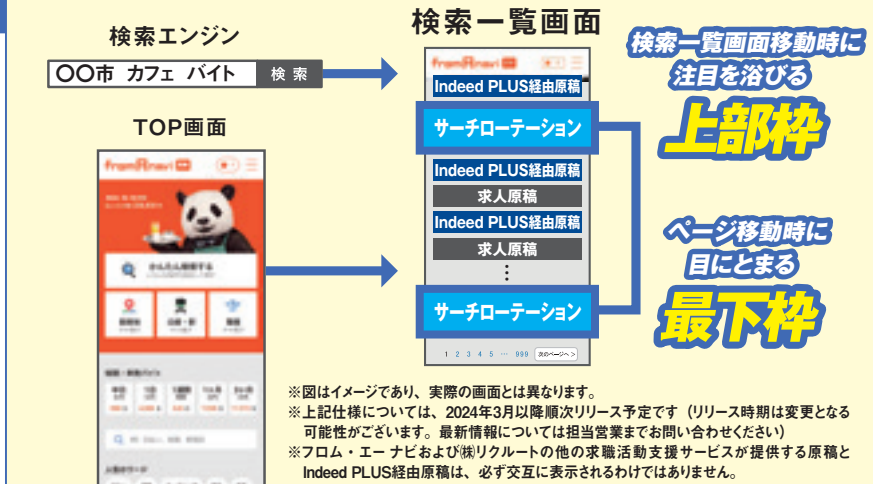 検索エンジン
〇〇市 カフェ バイト 検索
TOP画面
fromAnavi
かんたん検索する
検索一覧画面
fromAnavi
Indeed PLUS経由原稿
サーチローテーション
Indeed PLUS経由原稿
求人原稿
Indeed PLUS経由原稿
求人原稿
⋮
サーチローテーション
1 2 3 4 5 … 999 次のページへ >
検索一覧画面移動時に
注目を浴びる
上部枠
ページ移動時に
目にとまる
最下枠
※図はイメージであり、実際の画面とは異なります。
※上記仕様については、2024年3月以降順次リリース予定です（リリース時期は変更となる
可能性がございます。最新情報については担当営業までお問い合わせください）
※フロム・エー ナビおよび㈱リクルートの他の求職活動支援サービスが提供する原稿と
Indeed PLUS経由原稿は、必ず交互に表示されるわけではありません。